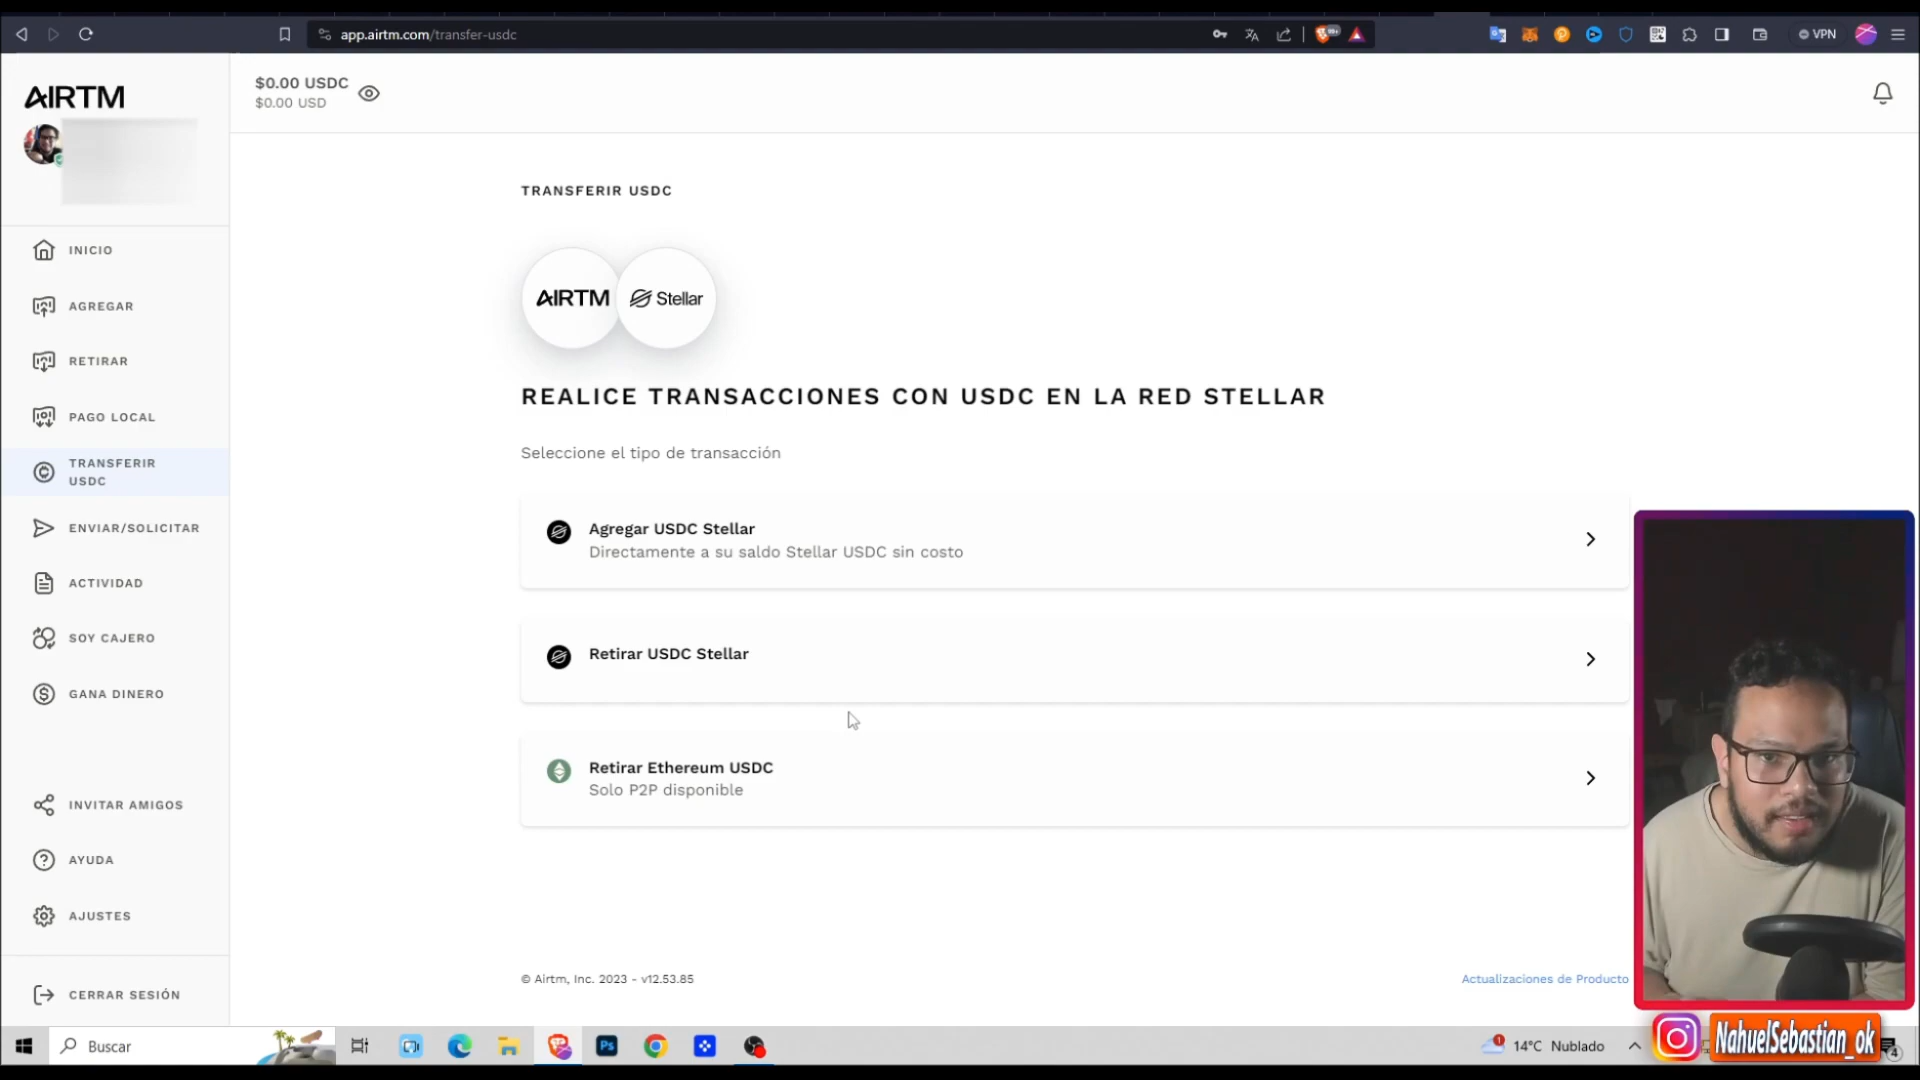 app.airtm.com/transfer-usdc
VPN
AIRTM
$0.00 USDC
$0.00 USD
INICIO
AGREGAR
RETIRAR
PAGO LOCAL
TRANSFERIR
USDC
ENVIAR/SOLICITAR
ACTIVIDAD
SOY CAJERO
GANA DINERO
INVITAR AMIGOS
AYUDA
AJUSTES
CERRAR SESIÓN
TRANSFERIR USDC
AIRTM
Stellar
REALICE TRANSACCIONES CON USDC EN LA RED STELLAR
Seleccione el tipo de transacción
Agregar USDC Stellar
Directamente a su saldo Stellar USDC sin costo
Retirar USDC Stellar
Retirar Ethereum USDC
Solo P2P disponible
© Airtm, Inc. 2023 - v12.53.85
Actualizaciones de Producto
Buscar
Ps
1
14°C Nublado
NahuelSebastian_ok
4